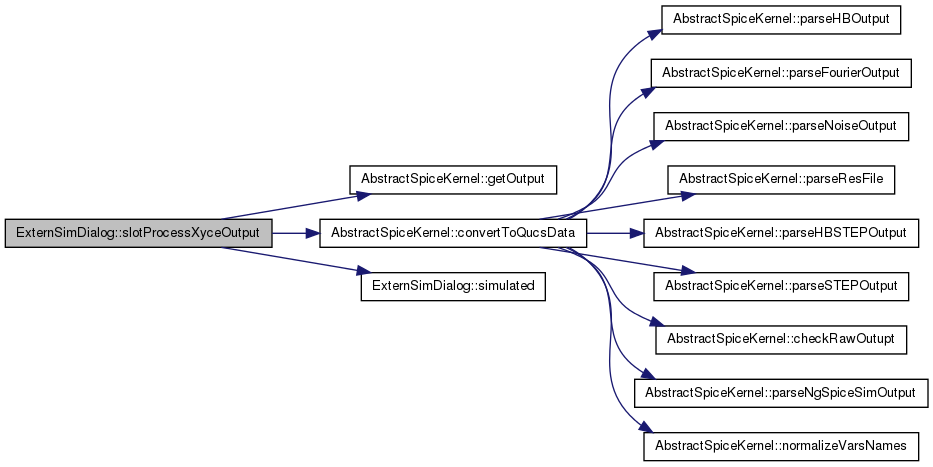 AbstractSpiceKernel::parseHBOutput
AbstractSpiceKernel::parseFourierOutput
AbstractSpiceKernel::parseNoiseOutput
AbstractSpiceKernel::getOutput
AbstractSpiceKernel::parseResFile
ExternSimDialog::slotProcessXyceOutput
AbstractSpiceKernel::convertToQucsData
AbstractSpiceKernel::parseHBSTEPOutput
ExternSimDialog::simulated
AbstractSpiceKernel::parseSTEPOutput
AbstractSpiceKernel::checkRawOutupt
AbstractSpiceKernel::parseNgSpiceSimOutput
AbstractSpiceKernel::normalizeVarsNames